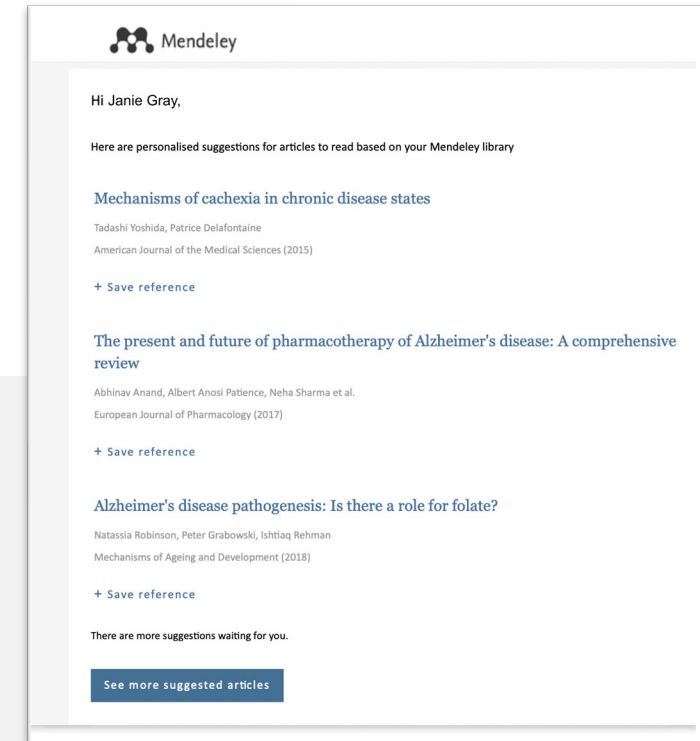 Mendeley
Hi Janie Gray,
Here are personalised suggestions for articles to read based on your Mendeley library
Mechanisms of cachexia in chronic disease states
Tadashi Yoshida, Patrice Delafontaine
American Journal of the Medical Sciences (2015)
+ Save reference
The present and future of pharmacotherapy of Alzheimer's disease: A comprehensive
review
Abhinav Anand, Albert Anosi Patience, Neha Sharma et al.
European Journal of Pharmacology (2017)
+ Save reference
Alzheimer's disease pathogenesis: Is there a role for folate?
Natassia Robinson, Peter Grabowski, Ishtiaq Rehman
Mechanisms of Ageing and Development (2018)
+ Save reference
There are more suggestions waiting for you.
See more suggested articles